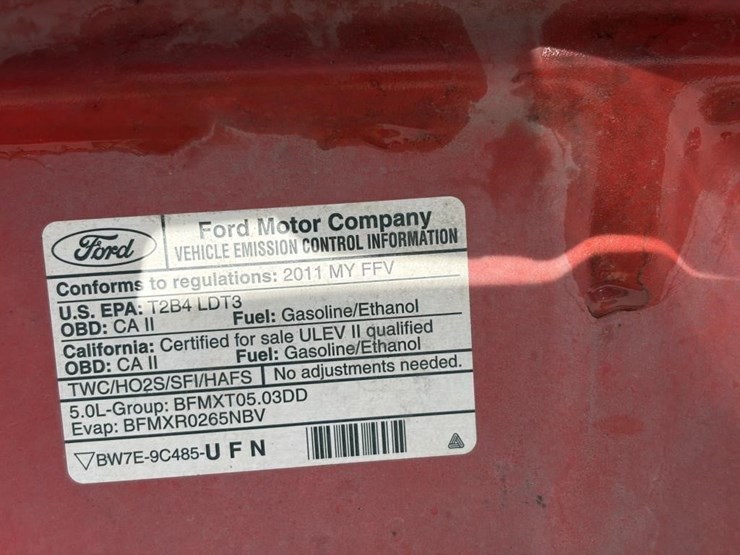 Ford
Ford Motor Company
VEHICLE EMISSION CONTROL INFORMATION
Conforms to regulations: 2011 MY FFV
U.S. EPA: T2B4 LDT3
OBD: CA II Fuel: Gasoline/Ethanol
California: Certified for sale ULEV II qualified
OBD: CA II Fuel: Gasoline/Ethanol
TWC/HO2S/SFI/HAFS No adjustments needed.
5.0L-Group: BFMXT05.03DD
Evap: BFMXR0265NBV
BW7E-9C485-U F N